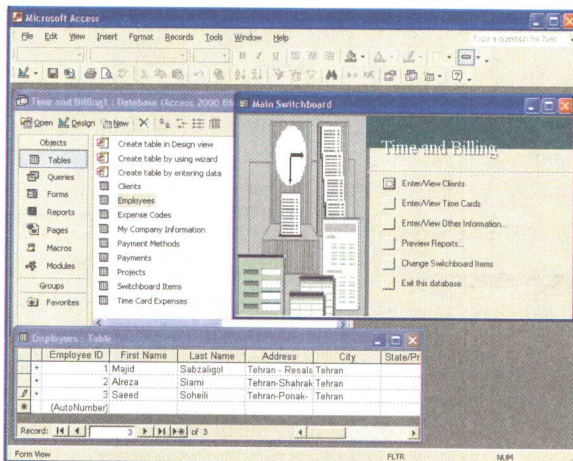 Microsoft Access
File Edit View Insert Format Records Tools Window Help Type a question for help
Time and Billing1 : Database (Access 2000
Open Design New
Objects
Tables
Queries
Forms
Reports
Pages
Macros
Modules
Groups
Favorites
Create table in Design view
Create table by using wizard
Create table by entering data
Clients
Employees
Expense Codes
My Company Information
Payment Methods
Payments
Projects
Switchboard Items
Time Card Expenses
Main Switchboard
Time and Billing
Enter/View Clients
Enter/View Time Cards
Enter/View Other Information...
Preview Reports...
Change Switchboard Items
Exit this database
Employees : Table
Employee ID First Name Last Name Address City State/Pr
1 Majid Sabzaligol Tehran - Resals Tehran
2 Alreza Siami Tehran-Shahrak Tehran
3 Saeed Soheili Tehran-Ponak- Tehran
(AutoNumber)
Record: 3 of 3
Form View FLTR NUM